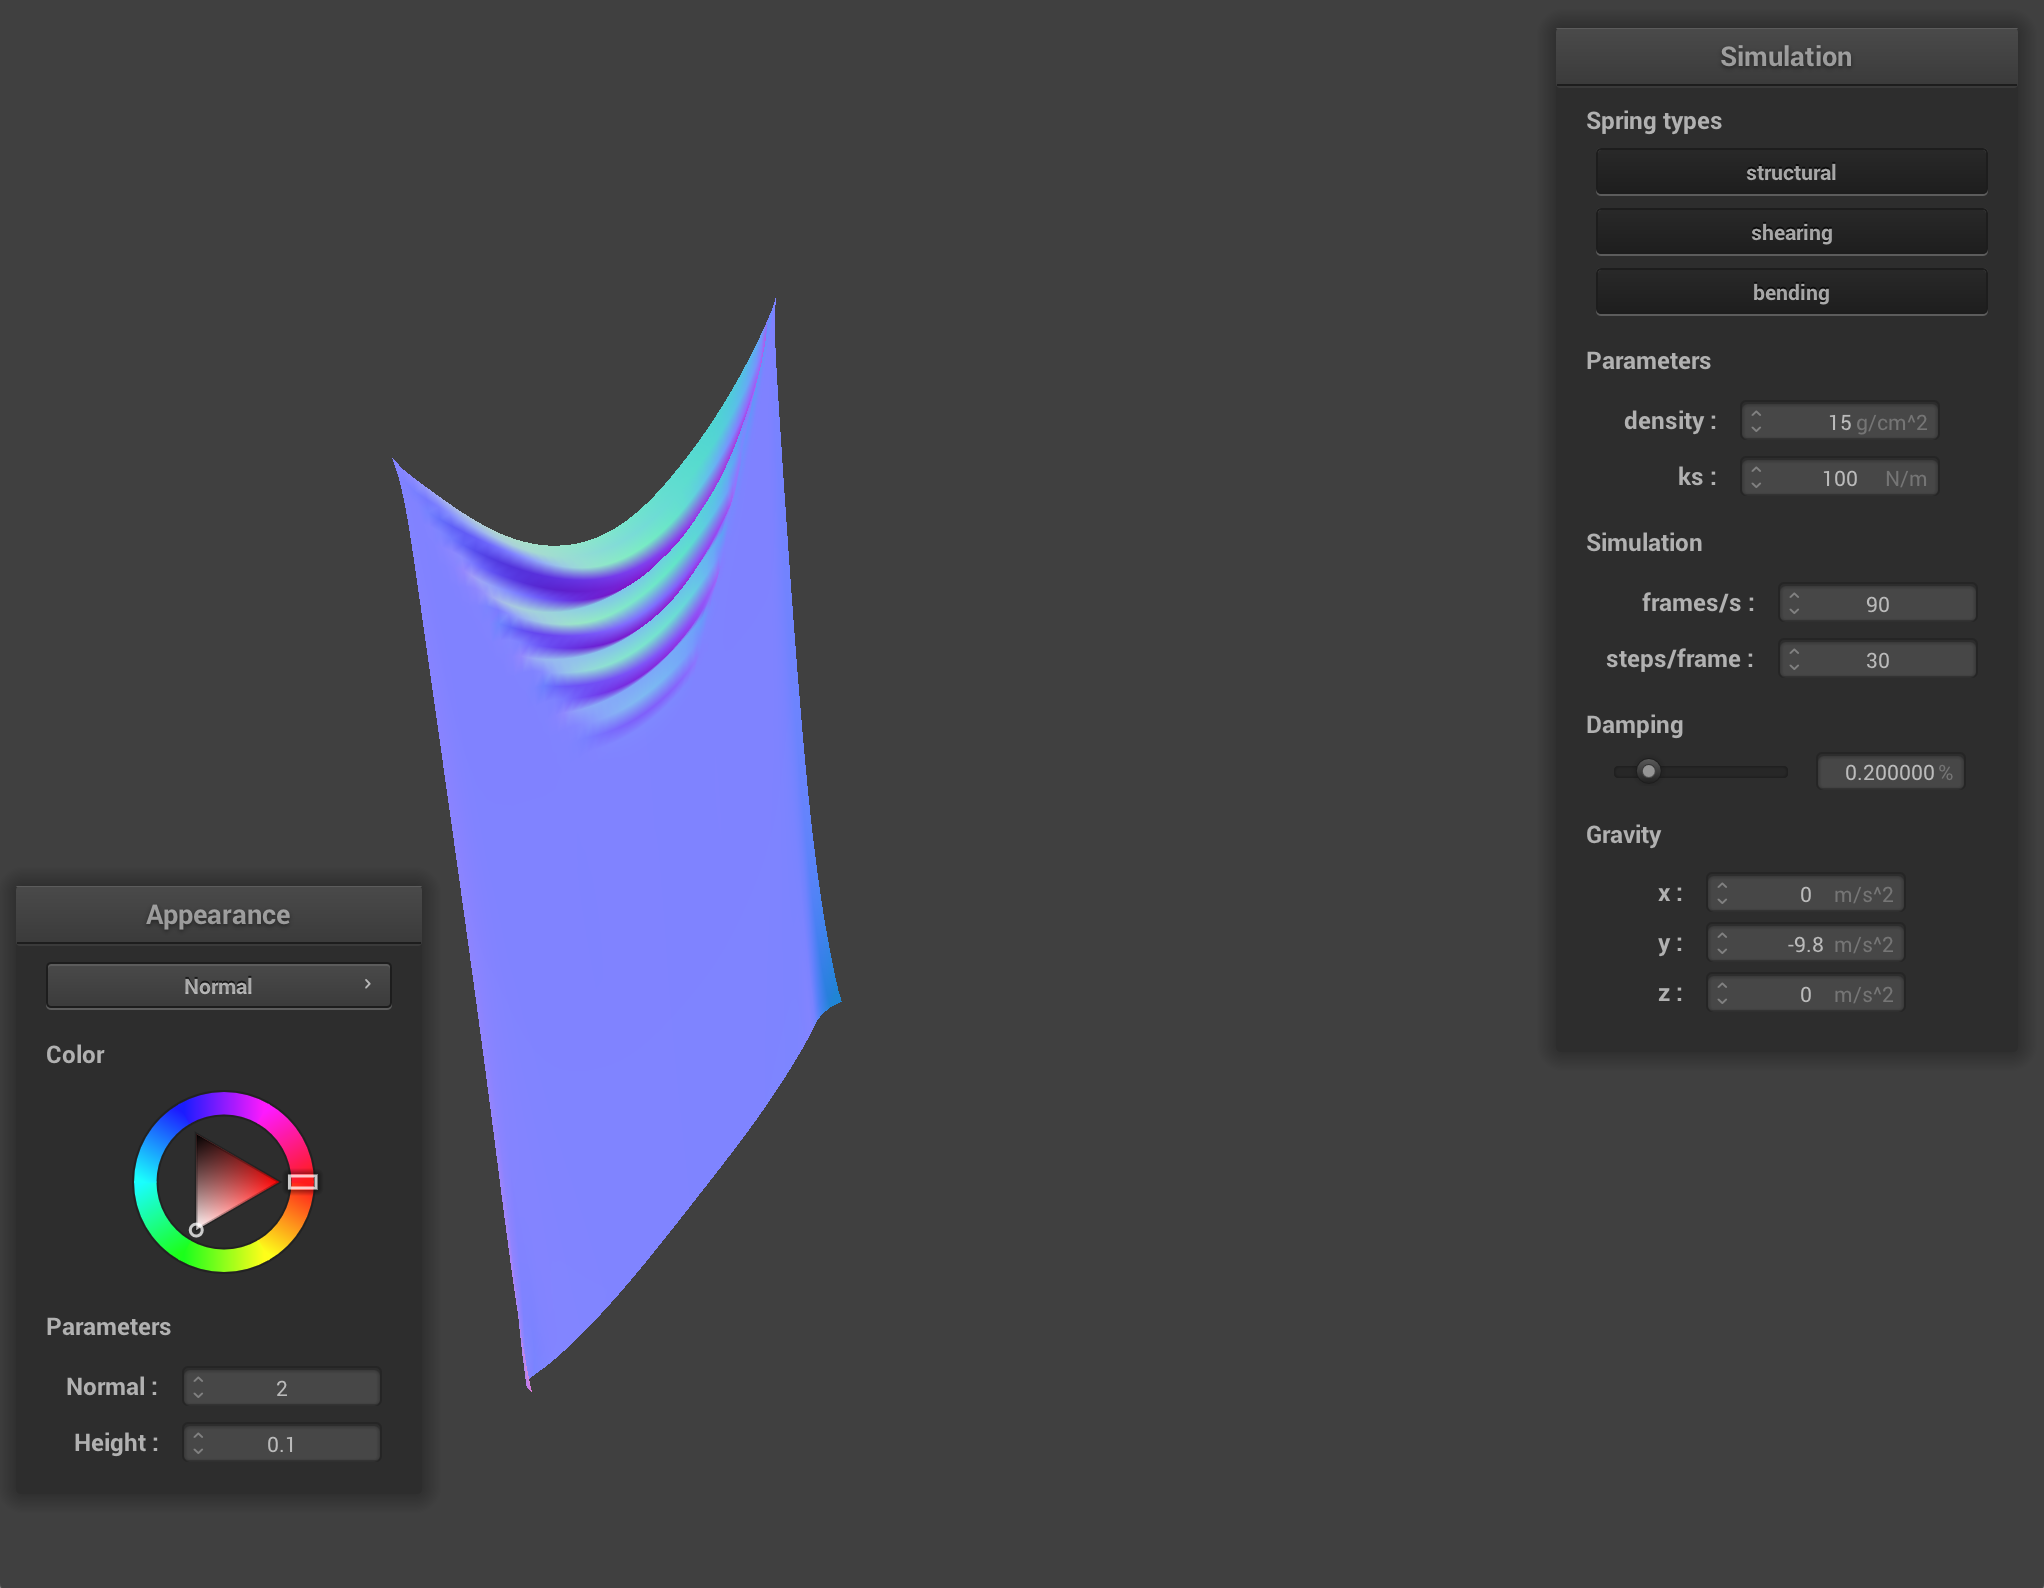 Simulation
Spring types
structural
shearing
bending
Parameters
density : 15 g/cm^2
ks : 100 N/m
Simulation
frames/s : 90
steps/frame : 30
Damping
0.200000 %
Gravity
x : 0 m/s^2
y : -9.8 m/s^2
z : 0 m/s^2
Appearance
Normal
Color
Parameters
Normal : 2
Height : 0.1